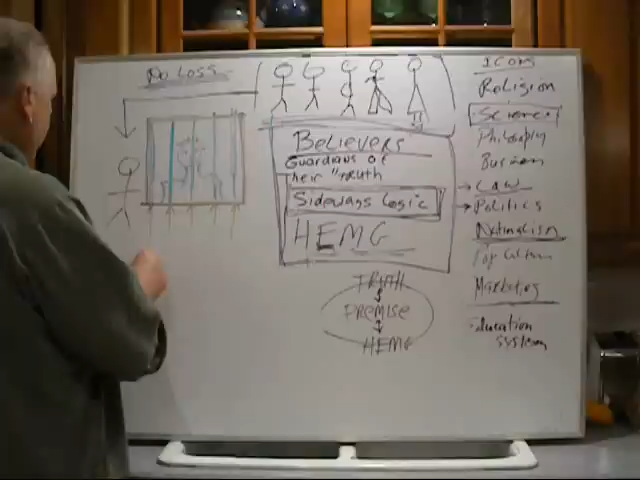 No Loss
Believers
Guardians of
their "Truth
Sideways Logic
HEMG
TRUTH
PREMISE
HEMG
ICONS
Religion
Science
Philosophy
Business
Law
Politics
Nationalism
Pop Culture
Marketing
Education
System